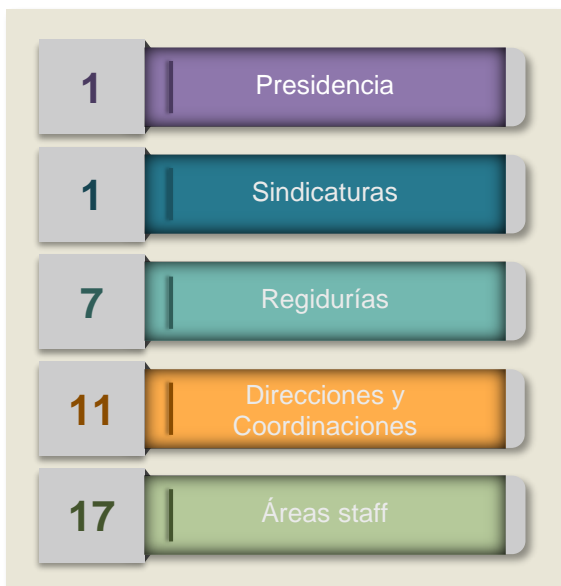 1
Presidencia
1
Sindicaturas
7
Regidurías
11
Direcciones y
Coordinaciones
17
Áreas staff